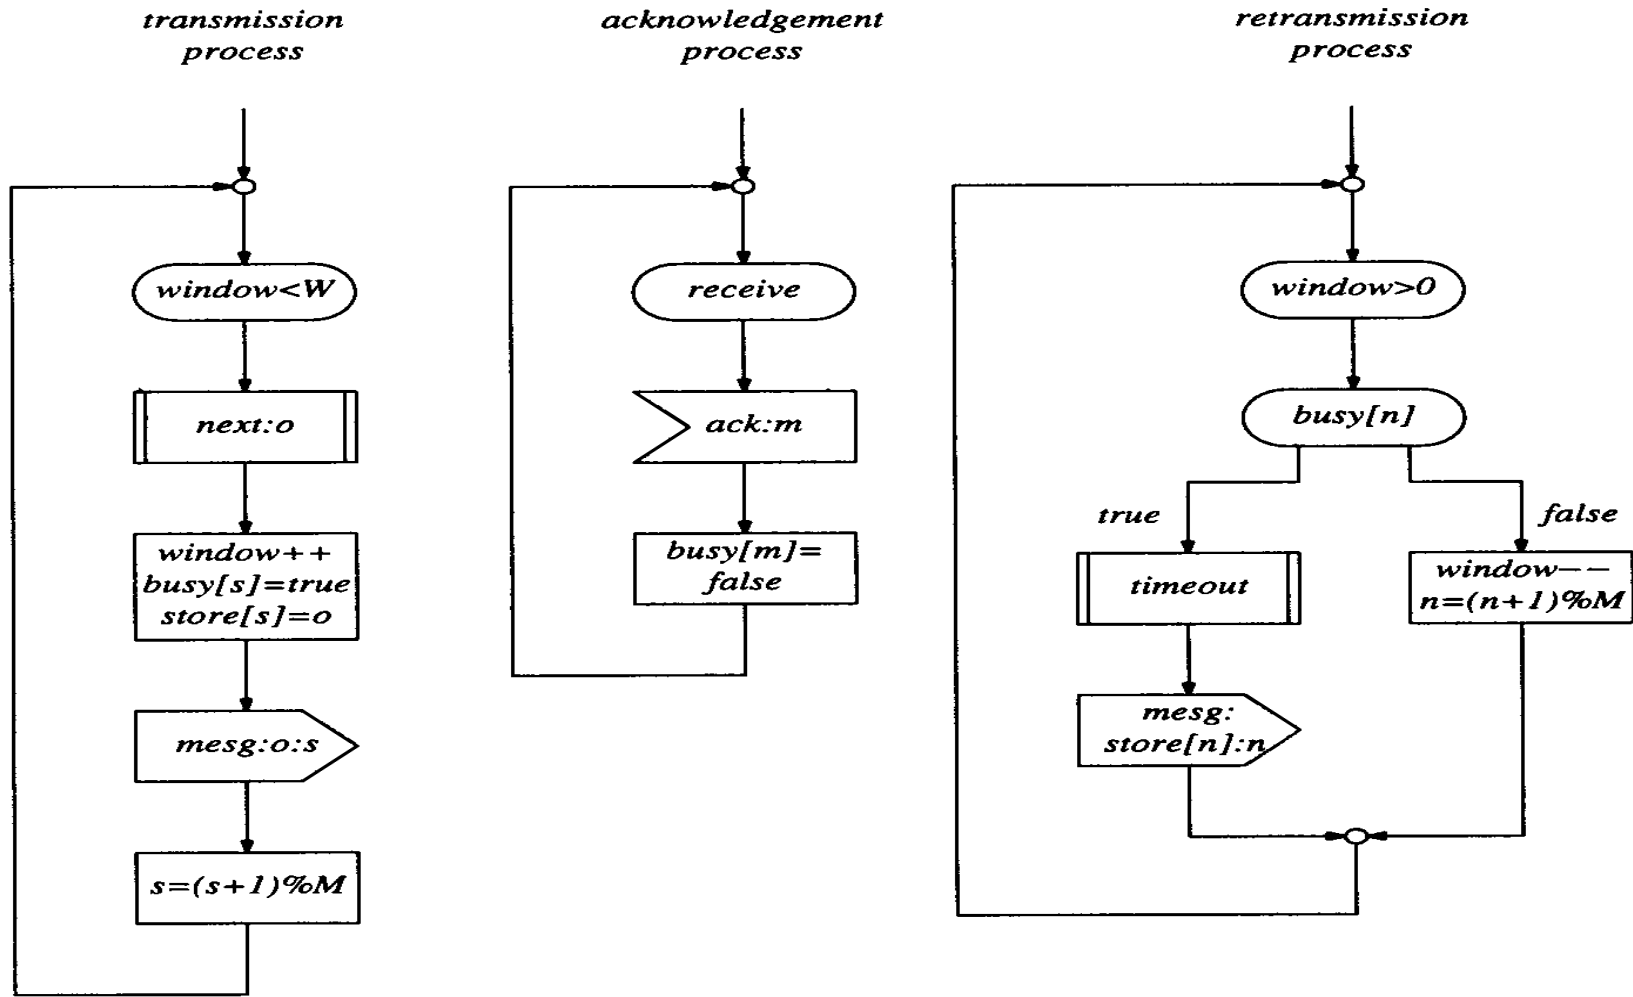 transmission
process
window<W
next:o
window++
busy[s]=true
store[s]=o
mesg:o:s
s=(s+1)%M
acknowledgement
process
receive
ack:m
busy[m]=
false
retransmission
process
window>0
busy[n]
true
false
timeout
window--
n=(n+1)%M
mesg:
store[n]:n